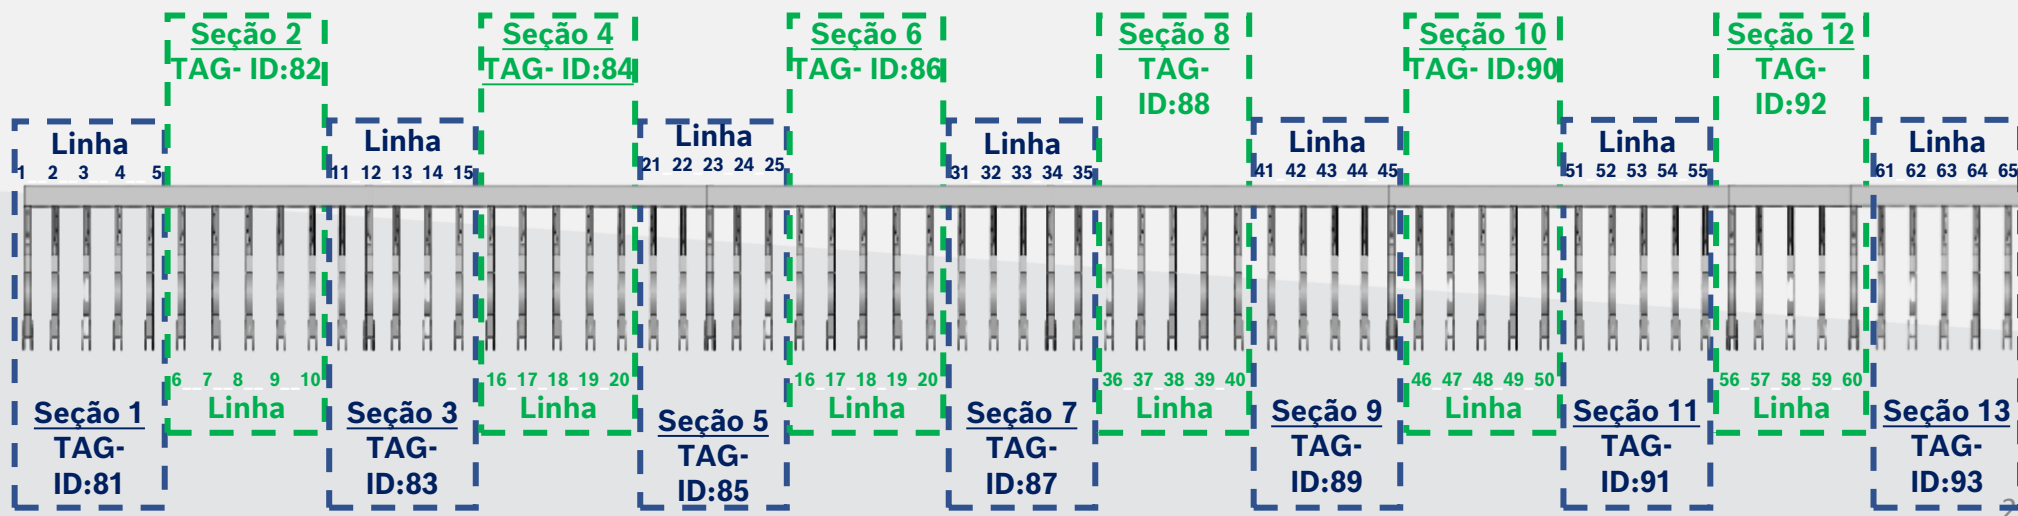 Seção 2
TAG- ID:82
Seção 4
TAG- ID:84
Seção 6
TAG- ID:86
Seção 8
TAG-
ID:88
Seção 10
TAG- ID:90
Seção 12
TAG-
ID:92
Linha
1 2 3 4 5
Linha
11 12 13 14 15
Linha
21 22 23 24 25
Linha
31 32 33 34 35
Linha
41 42 43 44 45
Linha
51 52 53 54 55
Linha
61 62 63 64 65
6 7 8 9 10
Linha
16 17 18 19 20
Linha
16 17 18 19 20
Linha
36 37 38 39 40
Linha
46 47 48 49 50
Linha
56 57 58 59 60
Linha
Seção 1
TAG-
ID:81
Seção 3
TAG-
ID:83
Seção 5
TAG-
ID:85
Seção 7
TAG-
ID:87
Seção 9
TAG-
ID:89
Seção 11
TAG-
ID:91
Seção 13
TAG-
ID:93